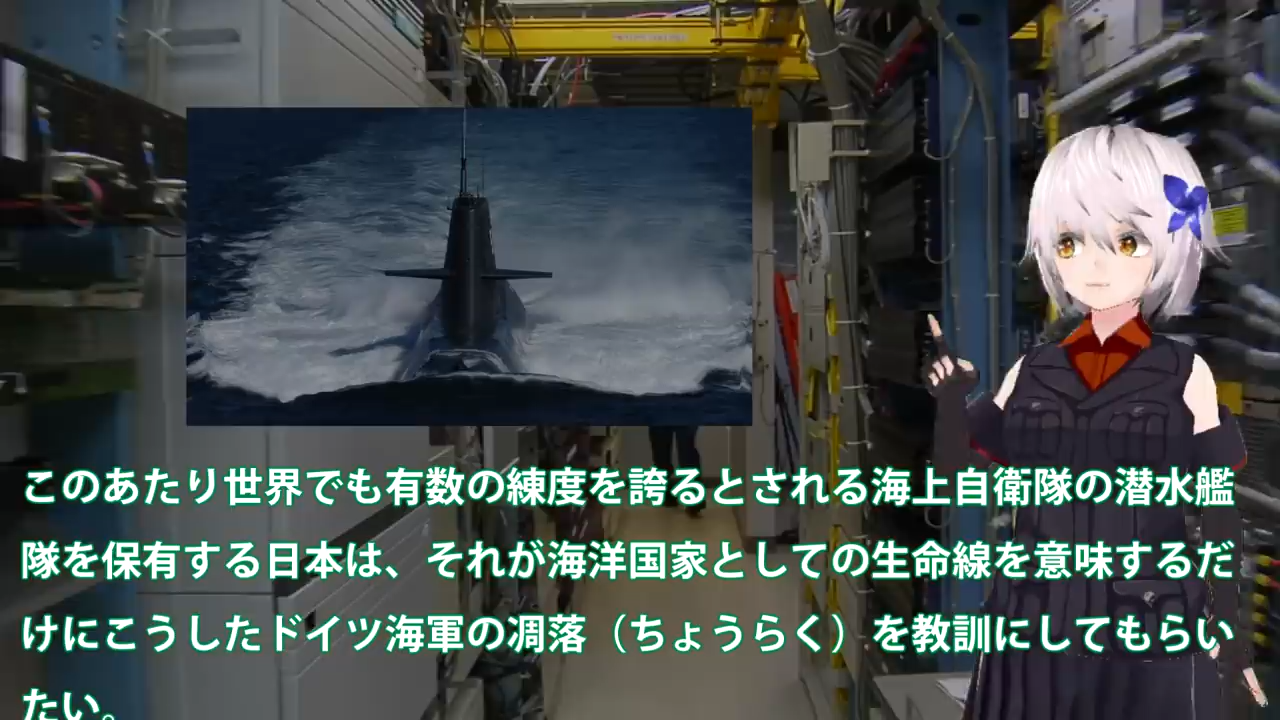 このあたり世界でも有数の練度を誇るとされる海上自衛隊の潜水艦
隊を保有する日本は、それが海洋国家としての生命線を意味するだ
けにこうしたドイツ海軍の凋落（ちょうらく）を教訓にしてもらい
たい。